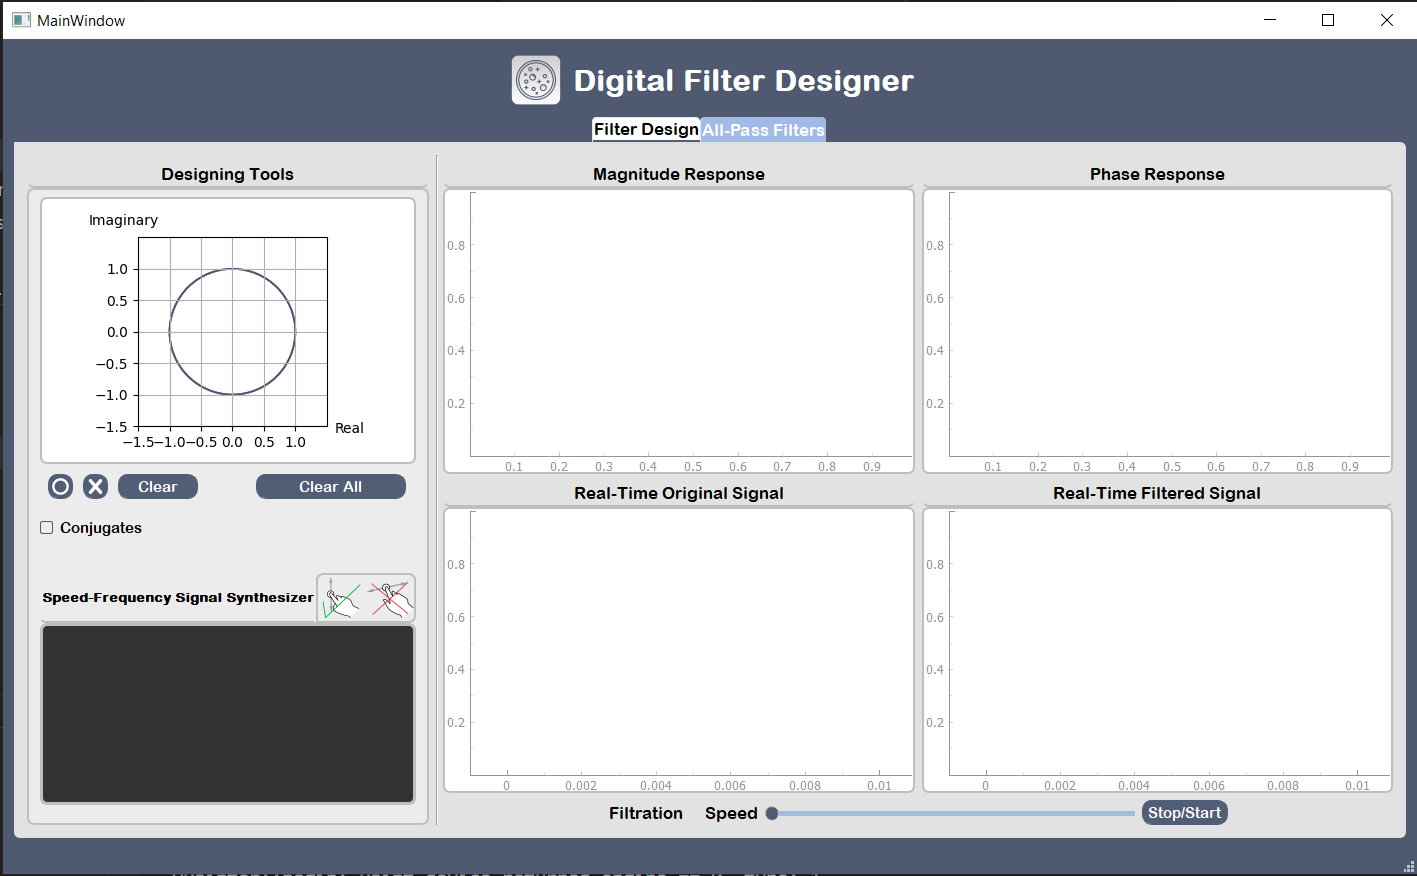 MainWindow
Digital Filter Designer
Filter Design All-Pass Filters
Designing Tools
Imaginary
1.0
0.5
0.0
−0.5
−1.0
−1.5
−1.5 −1.0 −0.5 0.0 0.5 1.0
Real
Clear Clear All
Conjugates
Speed-Frequency Signal Synthesizer
Magnitude Response
0.8
0.6
0.4
0.2
0.1 0.2 0.3 0.4 0.5 0.6 0.7 0.8 0.9
Phase Response
0.8
0.6
0.4
0.2
0.1 0.2 0.3 0.4 0.5 0.6 0.7 0.8 0.9
Real-Time Original Signal
0.8
0.6
0.4
0.2
0 0.002 0.004 0.006 0.008 0.01
Real-Time Filtered Signal
0.8
0.6
0.4
0.2
0 0.002 0.004 0.006 0.008 0.01
Filtration Speed Stop/Start